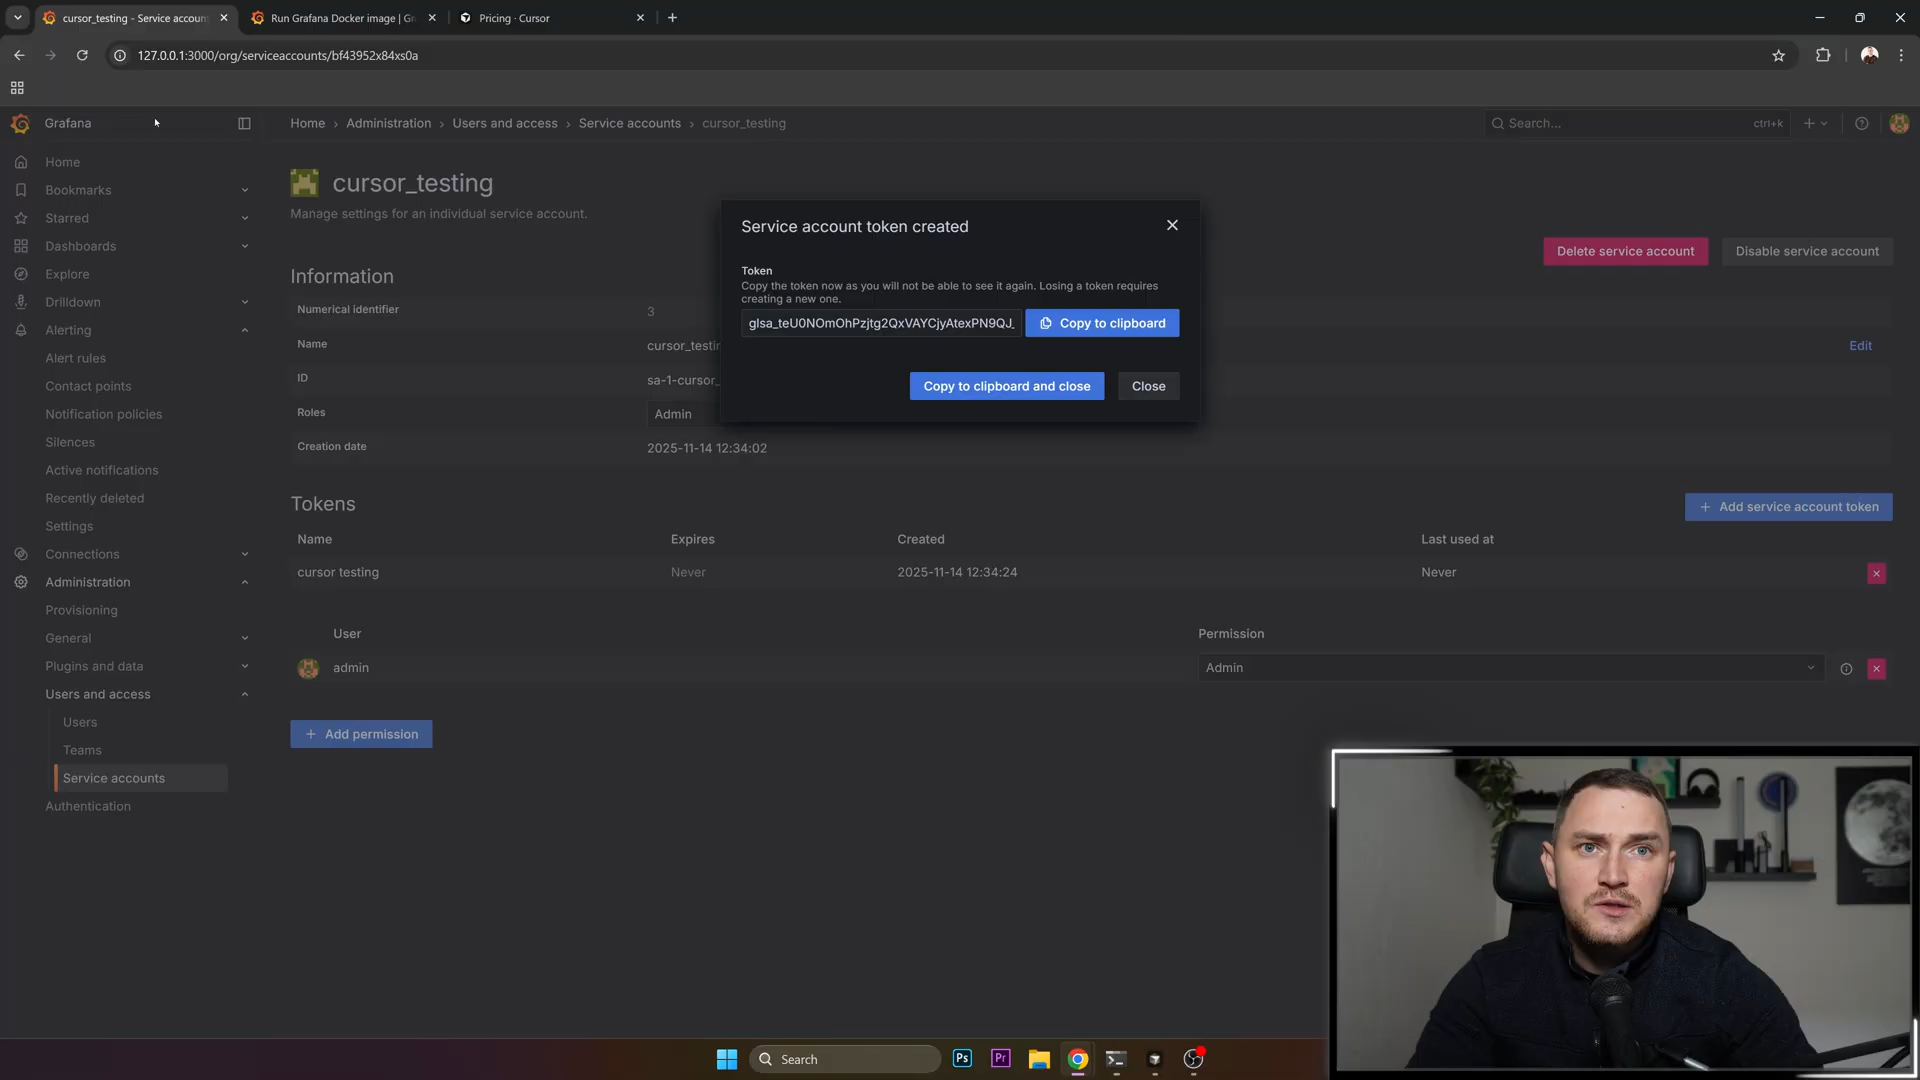 cursor_testing - Service account
Run Grafana Docker image | Gr
Pricing · Cursor
127.0.0.1:3000/org/serviceaccounts/bf43952x84xs0a
Grafana
Home › Administration › Users and access › Service accounts › cursor_testing
Search...
ctrl+k
Home
Bookmarks
Starred
Dashboards
Explore
Drilldown
Alerting
Alert rules
Contact points
Notification policies
Silences
Active notifications
Recently deleted
Settings
Connections
Administration
Provisioning
General
Plugins and data
Users and access
Users
Teams
Service accounts
Authentication
cursor_testing
Manage settings for an individual service account.
Delete service account
Disable service account
Information
Numerical identifier
3
Name
cursor_testin
Edit
ID
sa-1-cursor_
Roles
Admin
Creation date
2025-11-14 12:34:02
Service account token created
Token
Copy the token now as you will not be able to see it again. Losing a token requires
creating a new one.
glsa_teU0NOmOhPzjtg2QxVAYCjyAtexPN9QJ_
Copy to clipboard
Copy to clipboard and close
Close
Tokens
Add service account token
Name Expires Created Last used at
cursor testing Never 2025-11-14 12:34:24 Never
User Permission
admin Admin
Add permission
Search
Ps
Pr